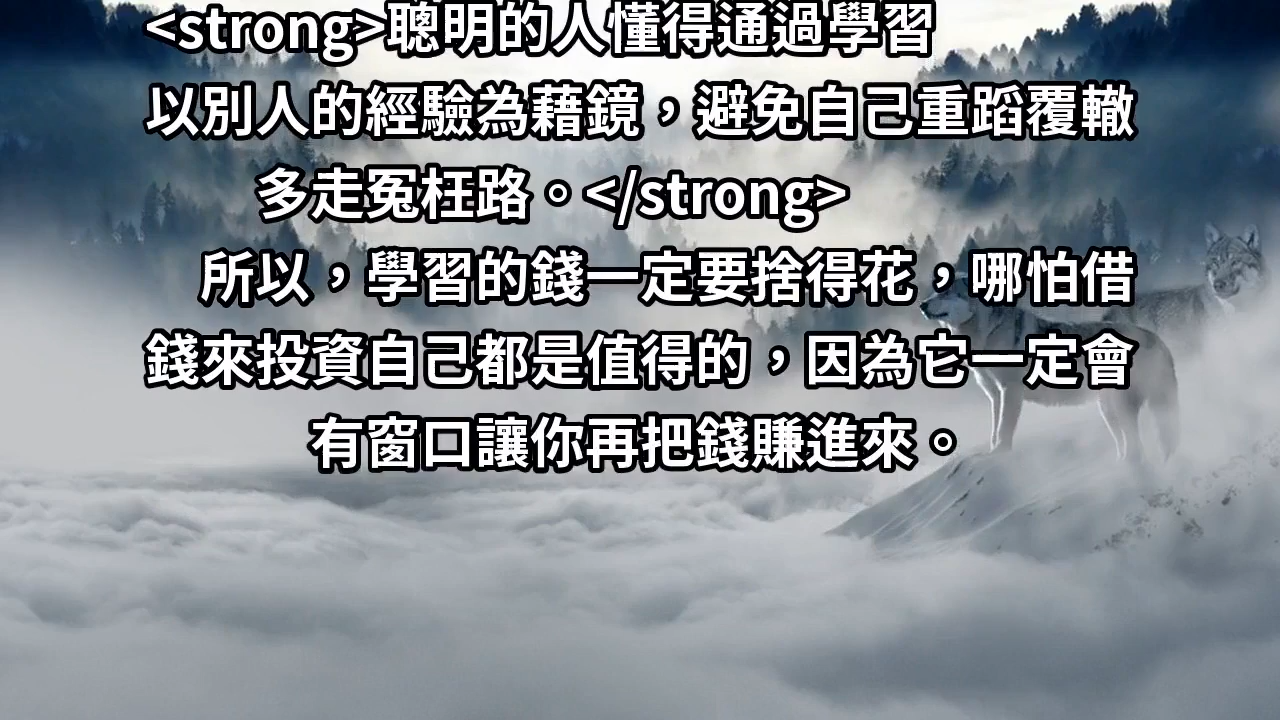 <strong>聰明的人懂得通過學習
以別人的經驗為藉鏡，避免自己重蹈覆轍
多走冤枉路。</strong>
所以，學習的錢一定要捨得花，哪怕借
錢來投資自己都是值得的，因為它一定會
有窗口讓你再把錢賺進來。